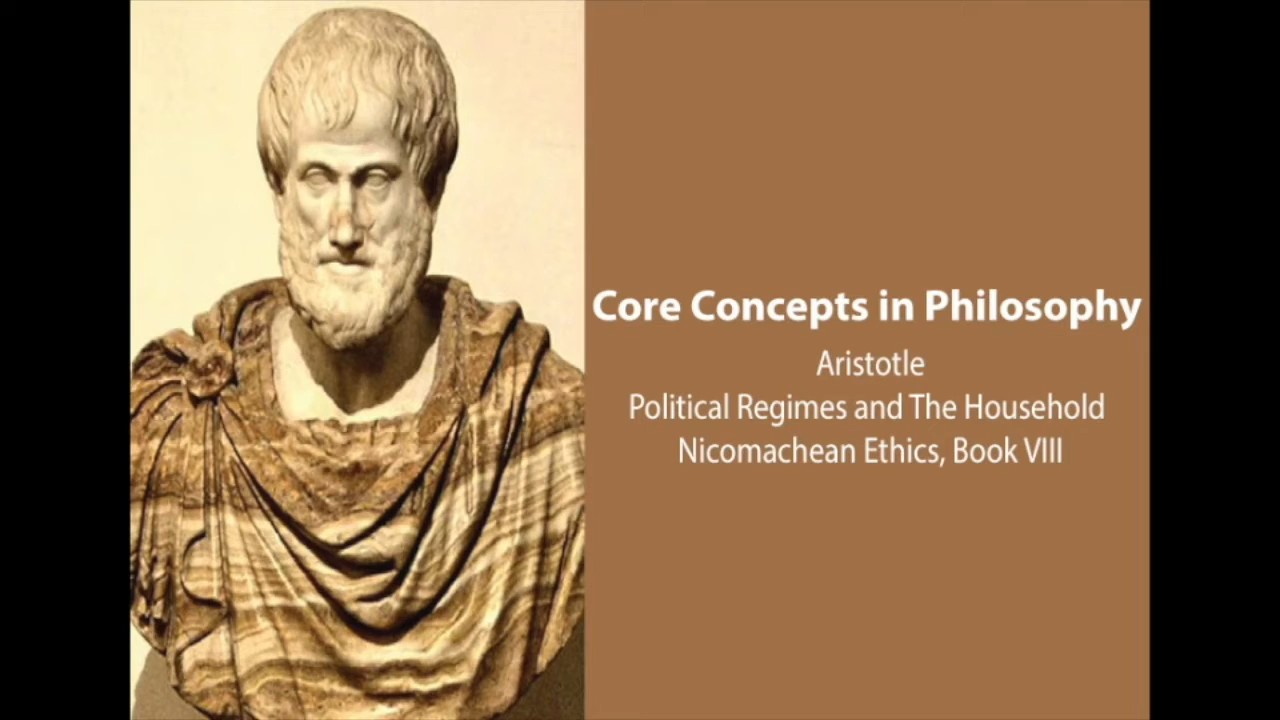 Core Concepts in Philosophy
Aristotle
Political Regimes and The Household
Nicomachean Ethics, Book VIII